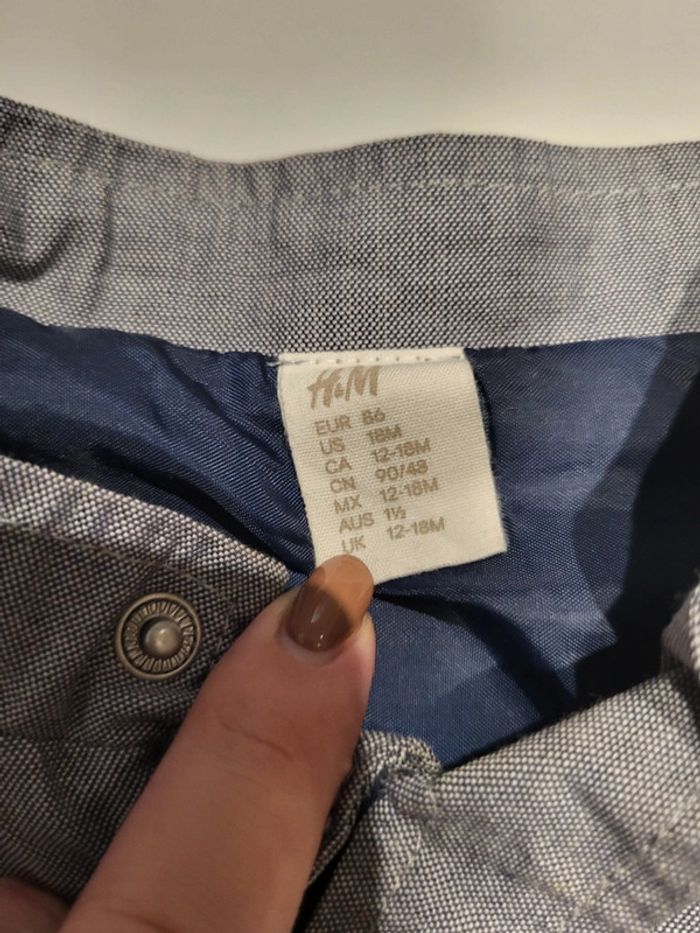 H&M
EUR 86
US 18M
CA 12-18M
CN 90/48
MX 12-18M
AUS 1½
UK 12-18M